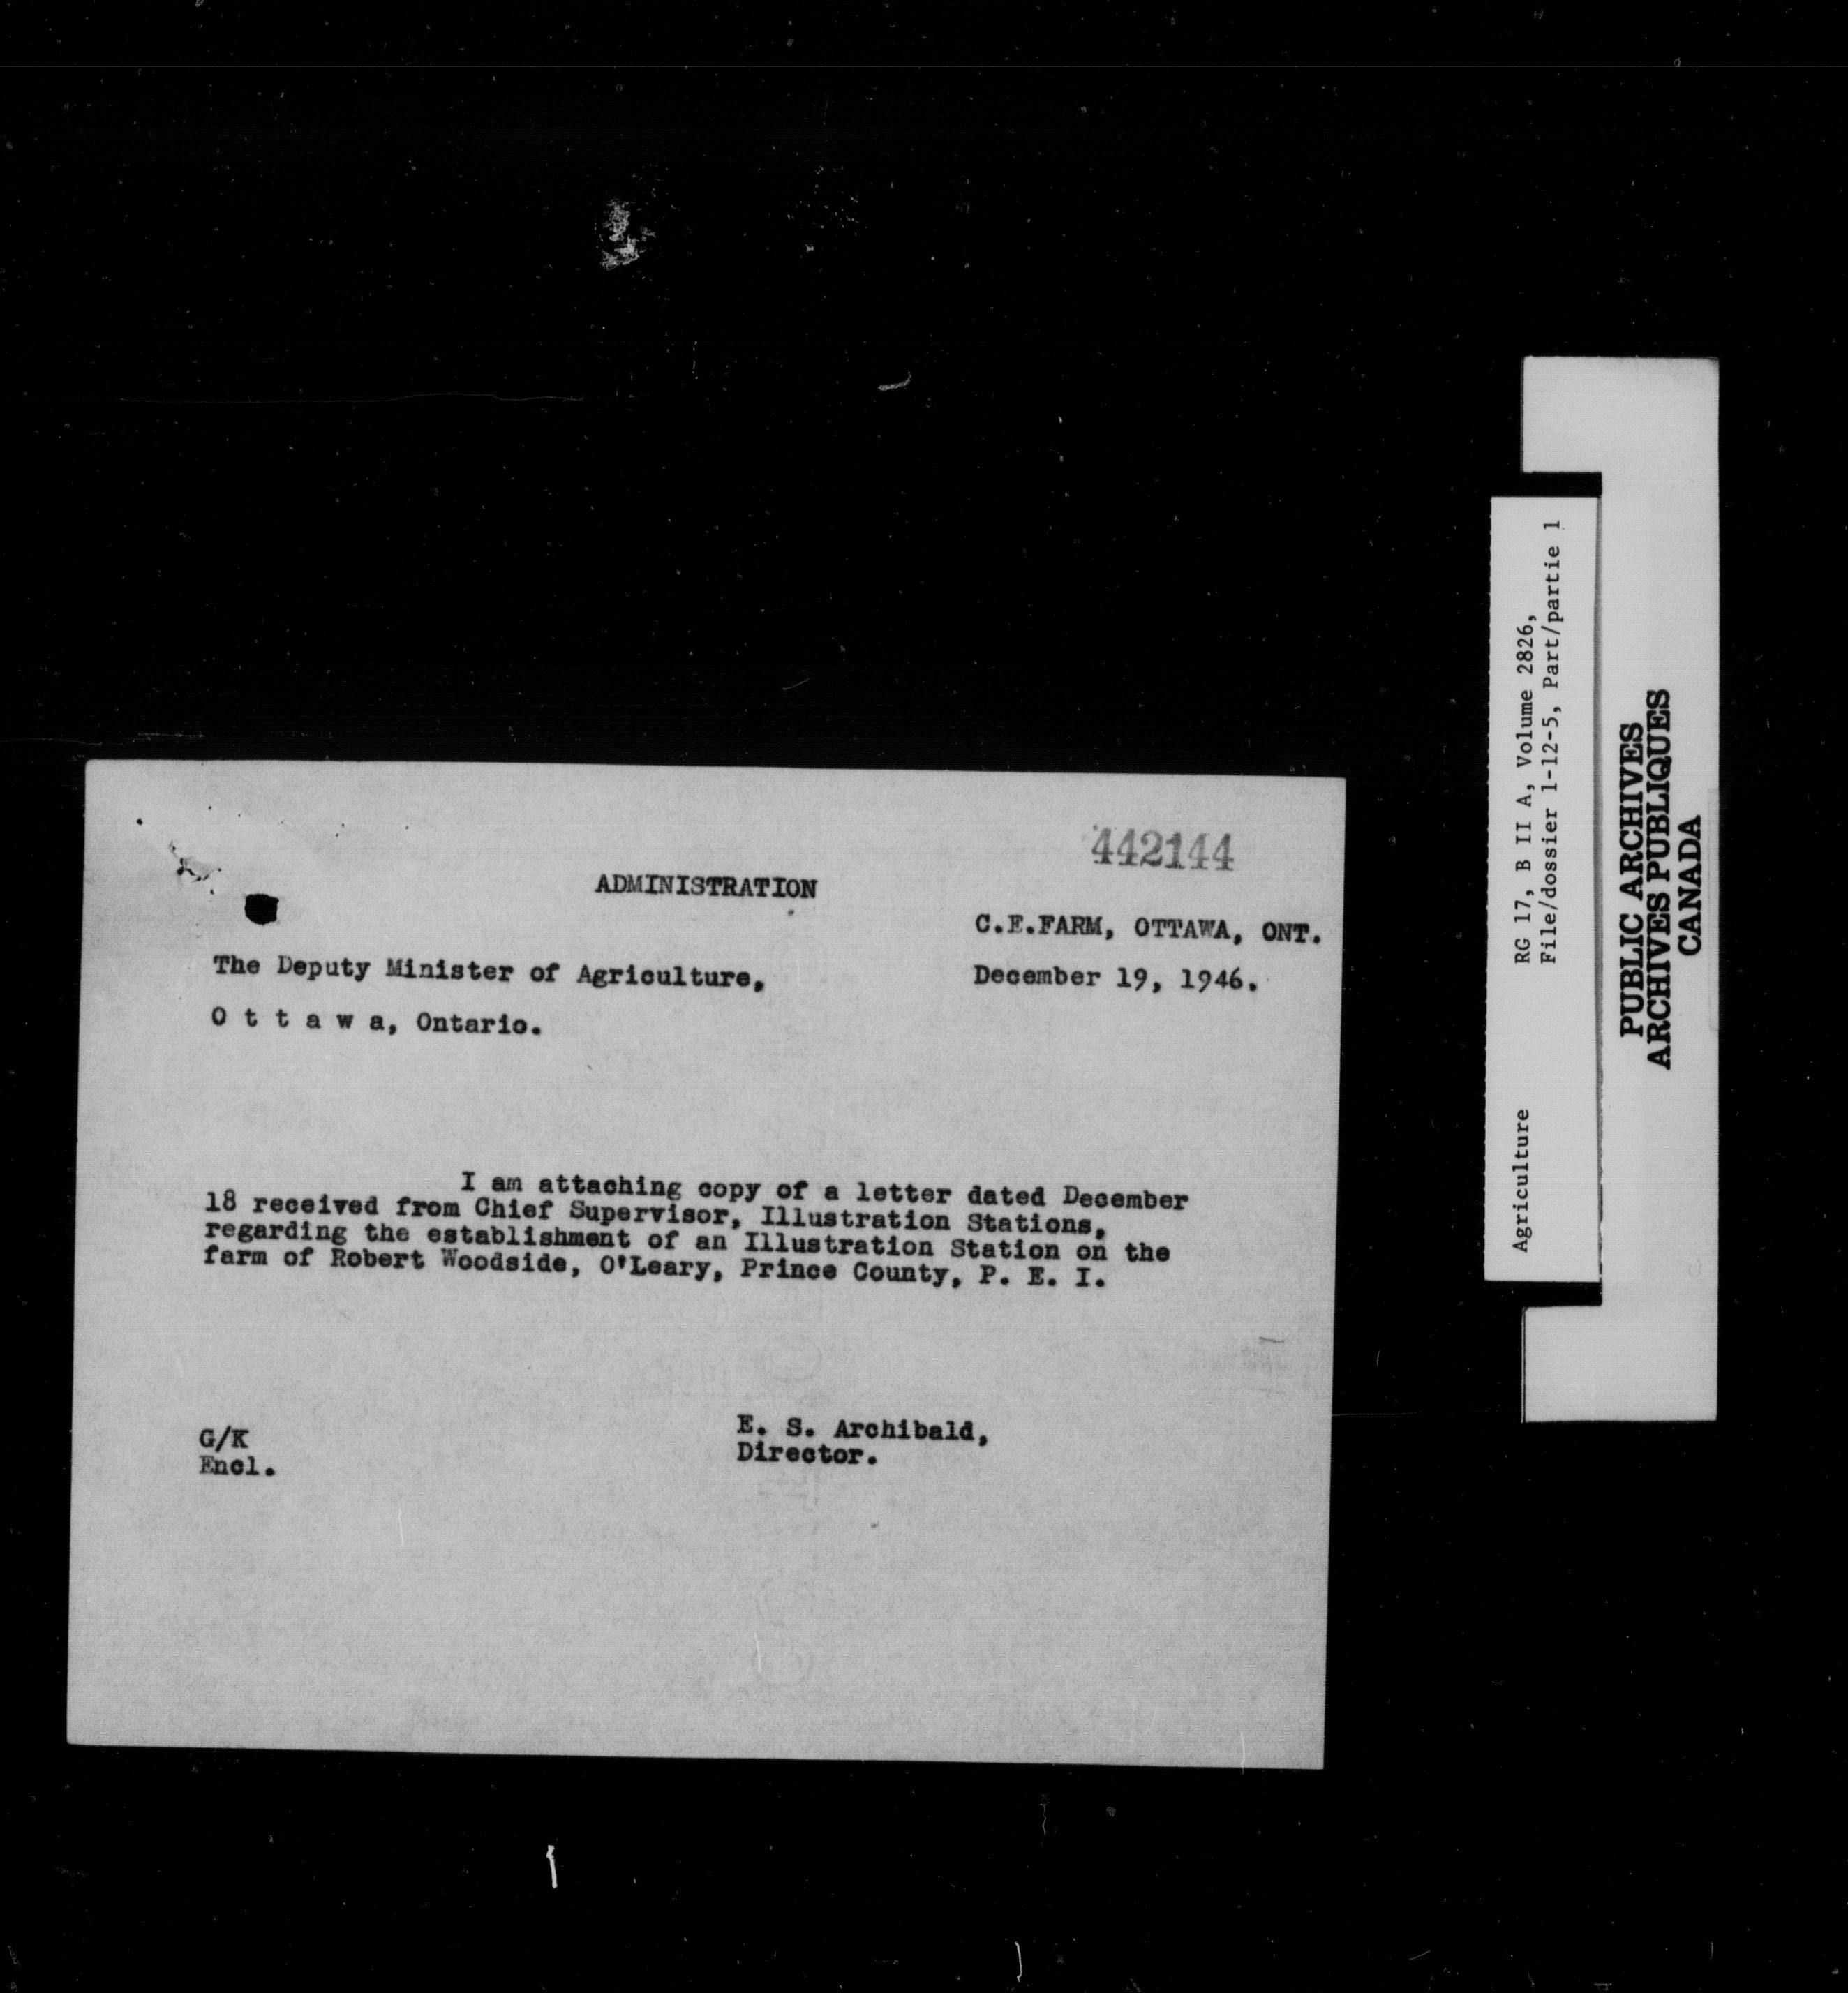 442144
ADMINISTRATION
C.E.FARM, OTTAWA, ONT.
The Deputy Minister of Agriculture,
December 19, 1946.
O t t a w a, Ontario.
I am attaching copy of a letter dated December
18 received from Chief Supervisor, Illustration Stations,
regarding the establishment of an Illustration Station on the
farm of Robert Woodside, O'Leary, Prince County, P. E. I.
E. S. Archibald,
Director.
G/K
Encl.
Agriculture RG 17, B II A, Volume 2826,
File/dossier 1-12-5, Part/partie 1
PUBLIC ARCHIVES
ARCHIVES PUBLIQUES
CANADA